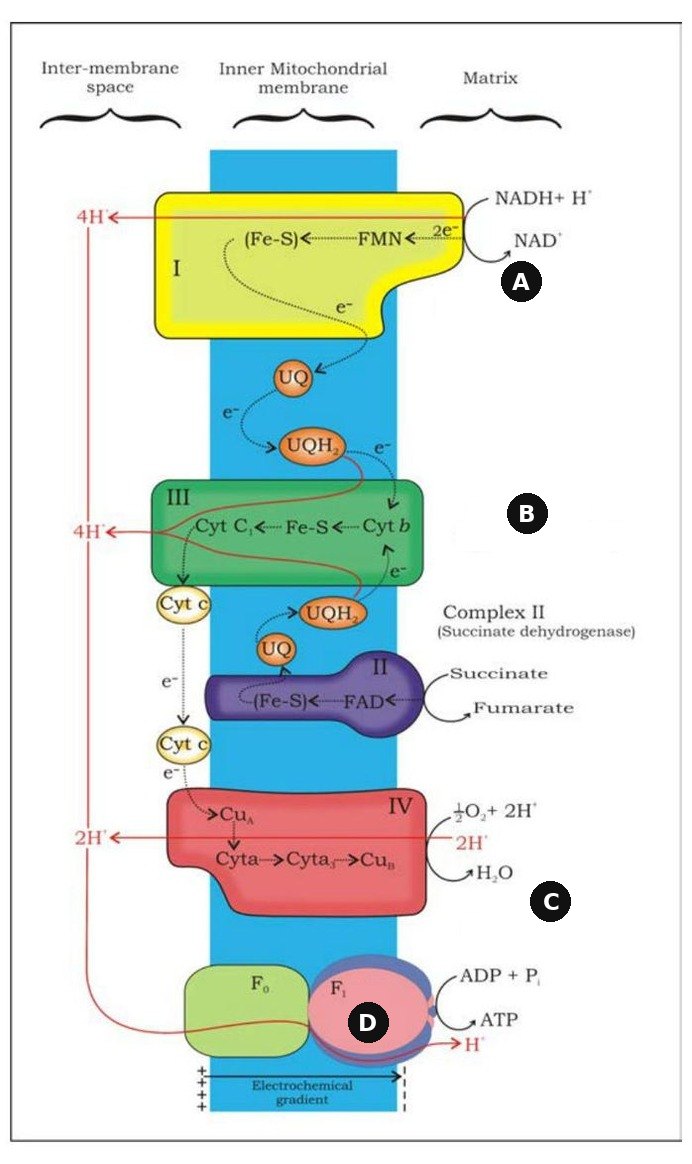 Inter-membrane
space
Inner Mitochondrial
membrane
Matrix
NADH+ H⁺
4H⁺
(Fe-S)
FMN
2e⁻
NAD⁺
I
A
e⁻
UQ
e⁻
UQH₂
e⁻
III
B
4H⁺
Cyt C₁
Fe-S
Cyt b
e⁻
Cyt c
UQH₂
Complex II
(Succinate dehydrogenase)
UQ
II
Succinate
e⁻
(Fe-S)
FAD
Fumarate
Cyt c
e⁻
IV
½O₂+ 2H⁺
CuA
2H⁺
2H⁺
Cyta
Cyta₃
CuB
H₂O
C
F₀
F₁
ADP + Pi
D
ATP
H⁺
+ + + +
Electrochemical
gradient